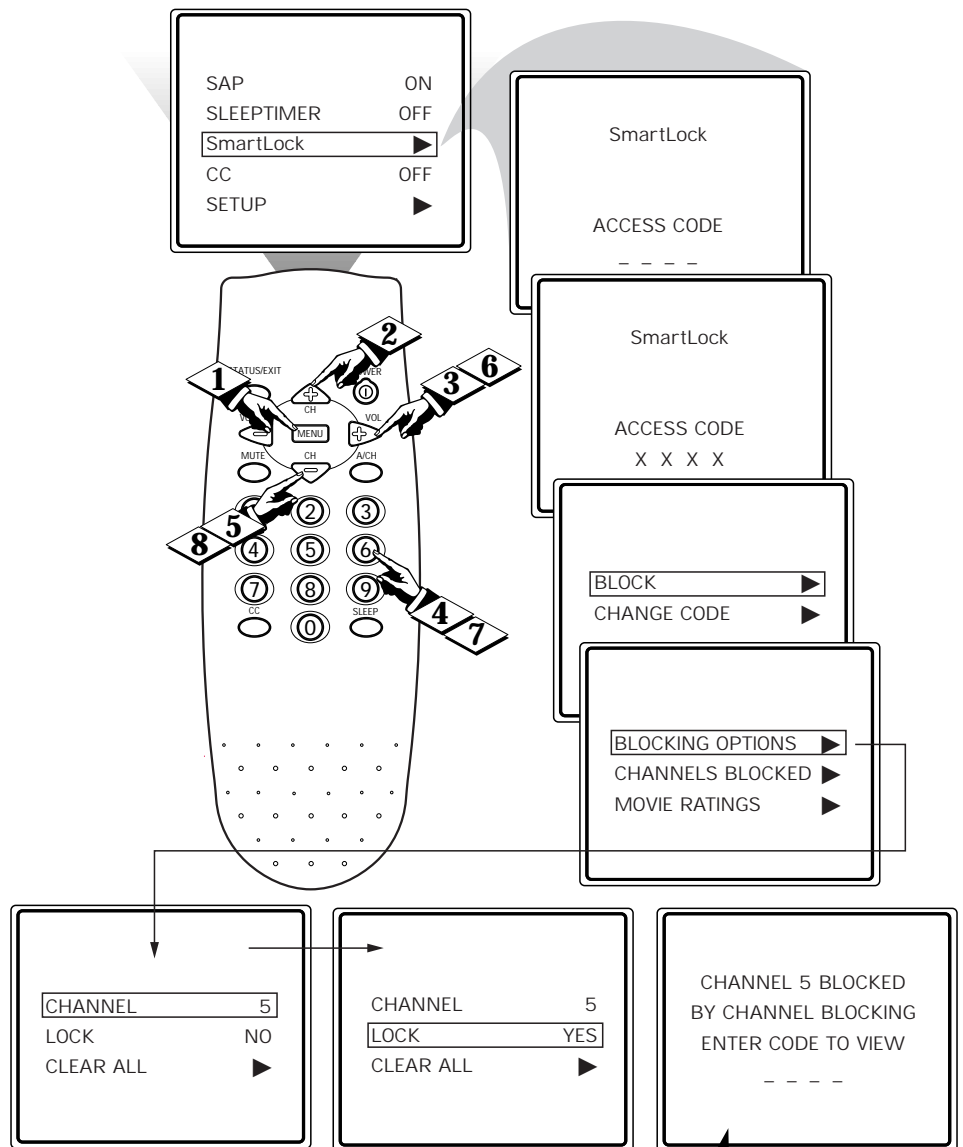 SAP ON
SLEEPTIMER OFF
SmartLock
CC OFF
SETUP
SmartLock
ACCESS CODE
_ _ _ _
SmartLock
ACCESS CODE
X X X X
BLOCK
CHANGE CODE
BLOCKING OPTIONS
CHANNELS BLOCKED
MOVIE RATINGS
2
3 6
1
CH
VOL
MENU
MUTE CH A/CH
2 3
8 5
4 5 6
7 8 9
CC 0 SLEEP
4
7
CHANNEL 5
LOCK NO
CLEAR ALL
CHANNEL 5
LOCK YES
CLEAR ALL
CHANNEL 5 BLOCKED
BY CHANNEL BLOCKING
ENTER CODE TO VIEW
_ _ _ _